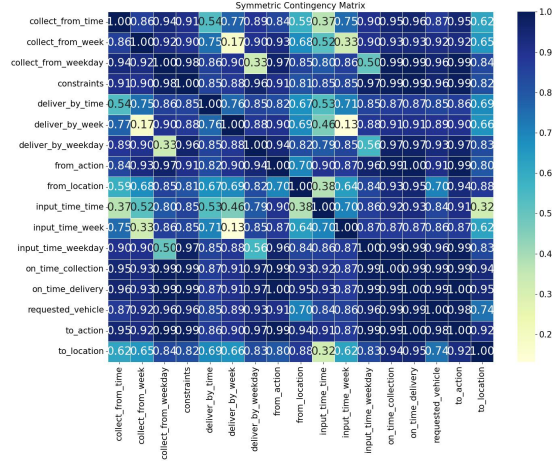 Symmetric Contingency Matrix
collect_from_time 1.00 0.86 0.94 0.91 0.54 0.77 0.89 0.84 0.59 0.37 0.75 0.90 0.95 0.96 0.87 0.95 0.62
collect_from_week 0.86 1.00 0.92 0.90 0.75 0.17 0.90 0.93 0.68 0.52 0.33 0.90 0.93 0.93 0.92 0.92 0.65
collect_from_weekday 0.94 0.92 1.00 0.98 0.86 0.90 0.33 0.97 0.85 0.80 0.86 0.50 0.99 0.99 0.96 0.99 0.84
constraints 0.91 0.90 0.98 1.00 0.85 0.88 0.96 0.91 0.81 0.85 0.85 0.97 0.99 0.99 0.96 0.99 0.82
deliver_by_time 0.54 0.75 0.86 0.85 1.00 0.76 0.85 0.82 0.67 0.53 0.71 0.85 0.87 0.87 0.85 0.86 0.69
deliver_by_week 0.77 0.17 0.90 0.88 0.76 1.00 0.88 0.90 0.69 0.46 0.13 0.88 0.91 0.91 0.89 0.90 0.66
deliver_by_weekday 0.89 0.90 0.33 0.96 0.85 0.88 1.00 0.94 0.82 0.79 0.85 0.56 0.97 0.97 0.93 0.97 0.83
from_action 0.84 0.93 0.97 0.91 0.82 0.90 0.94 1.00 0.70 0.90 0.87 0.96 0.99 1.00 0.91 0.99 0.80
from_location 0.59 0.68 0.85 0.81 0.67 0.69 0.82 0.70 1.00 0.38 0.64 0.84 0.93 0.95 0.70 0.94 0.88
input_time_time 0.37 0.52 0.80 0.85 0.53 0.46 0.79 0.90 0.38 1.00 0.70 0.86 0.92 0.93 0.84 0.91 0.32
input_time_week 0.75 0.33 0.86 0.85 0.71 0.13 0.85 0.87 0.64 0.70 1.00 0.87 0.87 0.87 0.86 0.87 0.62
input_time_weekday 0.90 0.90 0.50 0.97 0.85 0.88 0.56 0.96 0.84 0.86 0.87 1.00 0.99 0.99 0.96 0.99 0.83
on_time_collection 0.95 0.93 0.99 0.99 0.87 0.91 0.97 0.99 0.93 0.92 0.87 0.99 1.00 0.99 0.99 0.99 0.94
on_time_delivery 0.96 0.93 0.99 0.99 0.87 0.91 0.97 1.00 0.95 0.93 0.87 0.99 0.99 1.00 0.99 1.00 0.95
requested_vehicle 0.87 0.92 0.96 0.96 0.85 0.89 0.93 0.91 0.70 0.84 0.86 0.96 0.99 0.99 1.00 0.98 0.74
to_action 0.95 0.92 0.99 0.99 0.86 0.90 0.97 0.99 0.94 0.91 0.87 0.99 0.99 1.00 0.98 1.00 0.92
to_location 0.62 0.65 0.84 0.82 0.69 0.66 0.83 0.80 0.88 0.32 0.62 0.83 0.94 0.95 0.74 0.92 1.00
collect_from_time
collect_from_week
collect_from_weekday
constraints
deliver_by_time
deliver_by_week
deliver_by_weekday
from_action
from_location
input_time_time
input_time_week
input_time_weekday
on_time_collection
on_time_delivery
requested_vehicle
to_action
to_location
1.0
0.9
0.8
0.7
0.6
0.5
0.4
0.3
0.2